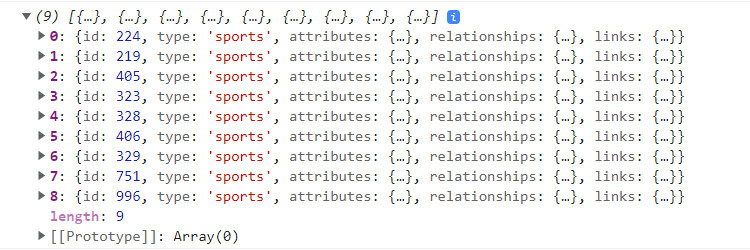 (9) [{…}, {…}, {…}, {…}, {…}, {…}, {…}, {…}, {…}] i
0: {id: 224, type: 'sports', attributes: {…}, relationships: {…}, links: {…}}
1: {id: 219, type: 'sports', attributes: {…}, relationships: {…}, links: {…}}
2: {id: 405, type: 'sports', attributes: {…}, relationships: {…}, links: {…}}
3: {id: 323, type: 'sports', attributes: {…}, relationships: {…}, links: {…}}
4: {id: 328, type: 'sports', attributes: {…}, relationships: {…}, links: {…}}
5: {id: 406, type: 'sports', attributes: {…}, relationships: {…}, links: {…}}
6: {id: 329, type: 'sports', attributes: {…}, relationships: {…}, links: {…}}
7: {id: 751, type: 'sports', attributes: {…}, relationships: {…}, links: {…}}
8: {id: 996, type: 'sports', attributes: {…}, relationships: {…}, links: {…}}
length: 9
[[Prototype]]: Array(0)